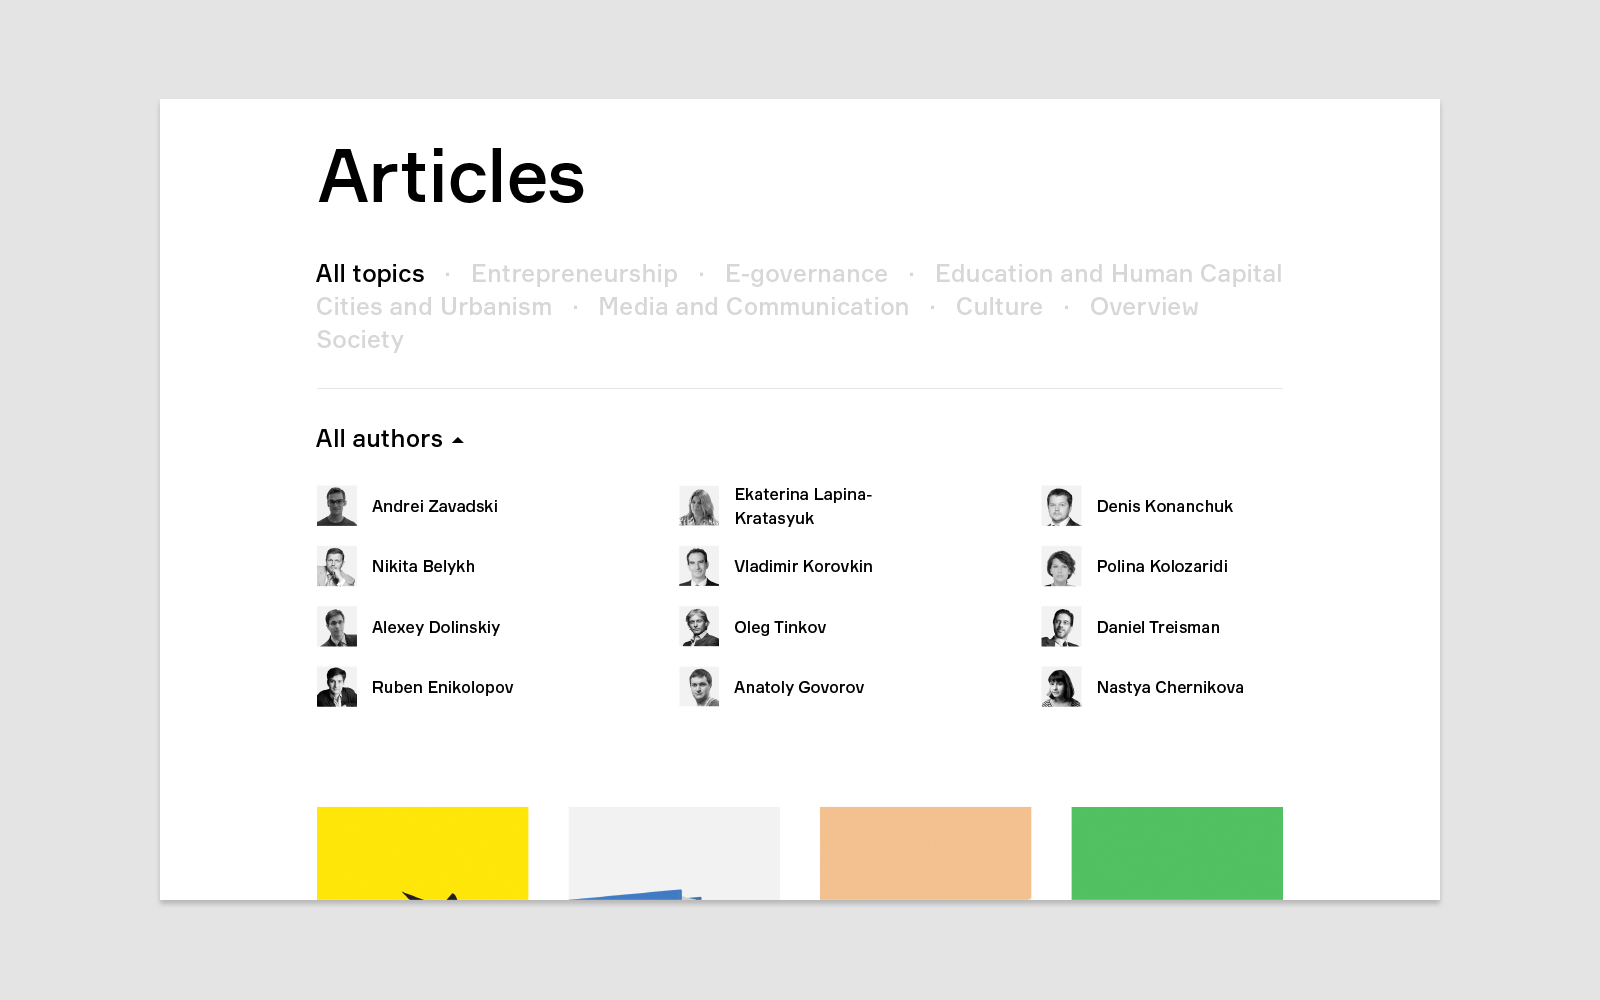 Articles
All topics · Entrepreneurship · E-governance · Education and Human Capital
Cities and Urbanism · Media and Communication · Culture · Overview
Society
All authors
Andrei Zavadski
Ekaterina Lapina-
Kratasyuk
Denis Konanchuk
Nikita Belykh
Vladimir Korovkin
Polina Kolozaridi
Alexey Dolinskiy
Oleg Tinkov
Daniel Treisman
Ruben Enikolopov
Anatoly Govorov
Nastya Chernikova